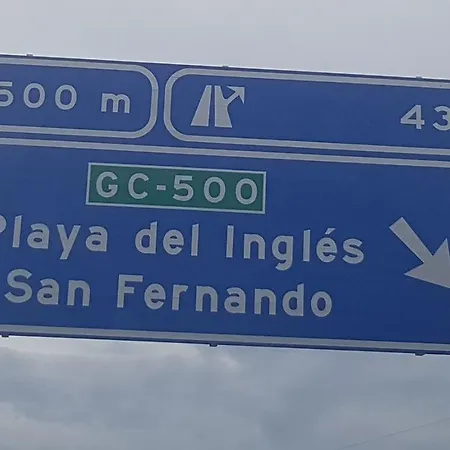 500 m
43
GC-500
Playa del Inglés
San Fernando